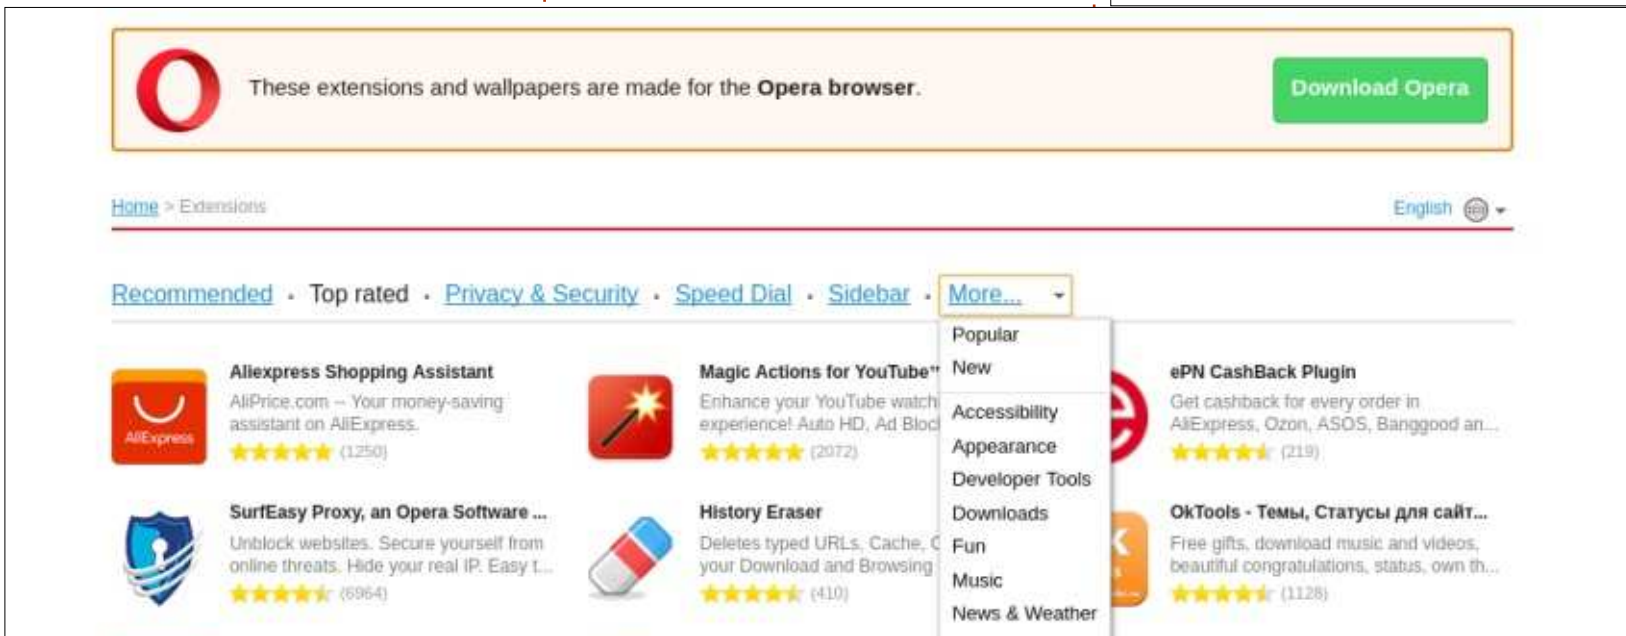 These extensions and wallpapers are made for the Opera browser.
Download Opera
Home > Extensions
English
Recommended • Top rated • Privacy & Security • Speed Dial • Sidebar • More...
Popular
New
Accessibility
Appearance
Developer Tools
Downloads
Fun
Music
News & Weather
Aliexpress Shopping Assistant
AliPrice.com -- Your money-saving
assistant on AliExpress.
(1250)
AliExpress
Magic Actions for YouTube™
Enhance your YouTube watch
experience! Auto HD, Ad Bloc
(2072)
ePN CashBack Plugin
Get cashback for every order in
AliExpress, Ozon, ASOS, Banggood an...
(219)
SurfEasy Proxy, an Opera Software ...
Unblock websites. Secure yourself from
online threats. Hide your real IP. Easy t...
(6964)
History Eraser
Deletes typed URLs, Cache, C
your Download and Browsing
(410)
OkTools - Темы, Статусы для сайт...
Free gifts, download music and videos,
beautiful congratulations, status, own th...
(1128)